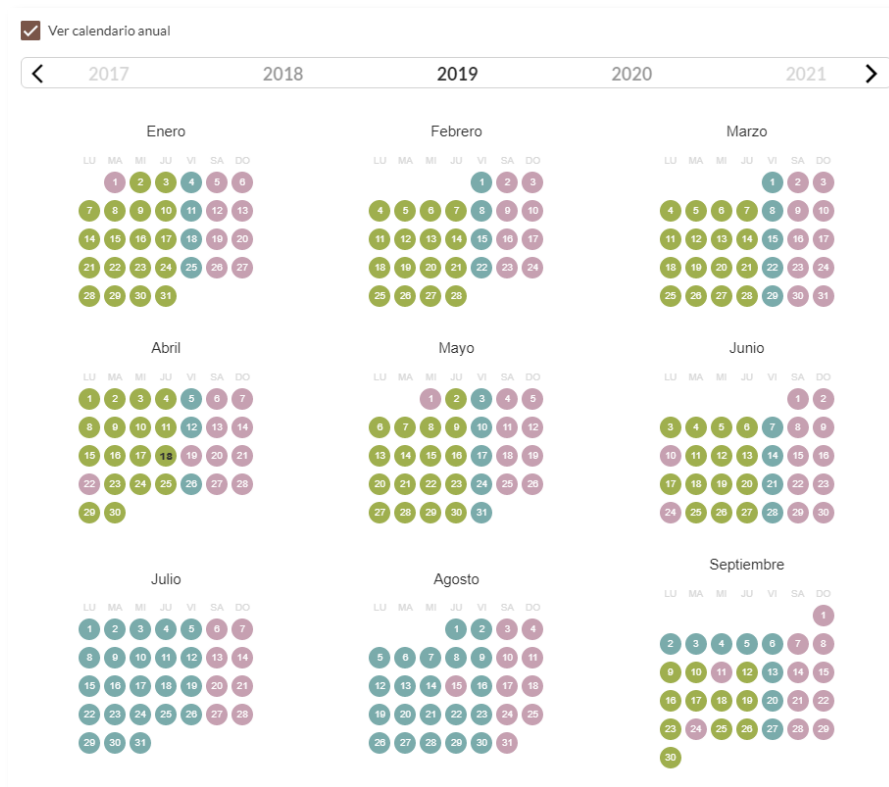 Ver calendario anual
2017 2018 2019 2020 2021
Enero Febrero Marzo
LU MA MI JU VI SA DO LU MA MI JU VI SA DO LU MA MI JU VI SA DO
1 2 3 4 5 6 1 2 3 1 2 3
7 8 9 10 11 12 13 4 5 6 7 8 9 10 4 5 6 7 8 9 10
14 15 16 17 18 19 20 11 12 13 14 15 16 17 11 12 13 14 15 16 17
21 22 23 24 25 26 27 18 19 20 21 22 23 24 18 19 20 21 22 23 24
28 29 30 31 25 26 27 28 25 26 27 28 29 30 31
Abril Mayo Junio
LU MA MI JU VI SA DO LU MA MI JU VI SA DO LU MA MI JU VI SA DO
1 2 3 4 5 6 7 1 2 3 4 5 1 2
8 9 10 11 12 13 14 6 7 8 9 10 11 12 3 4 5 6 7 8 9
15 16 17 18 19 20 21 13 14 15 16 17 18 19 10 11 12 13 14 15 16
22 23 24 25 26 27 28 20 21 22 23 24 25 26 17 18 19 20 21 22 23
29 30 27 28 29 30 31 24 25 26 27 28 29 30
Julio Agosto Septiembre
LU MA MI JU VI SA DO LU MA MI JU VI SA DO LU MA MI JU VI SA DO
1 2 3 4 5 6 7 1 2 3 4 1
8 9 10 11 12 13 14 5 6 7 8 9 10 11 2 3 4 5 6 7 8
15 16 17 18 19 20 21 12 13 14 15 16 17 18 9 10 11 12 13 14 15
22 23 24 25 26 27 28 19 20 21 22 23 24 25 16 17 18 19 20 21 22
29 30 31 26 27 28 29 30 31 23 24 25 26 27 28 29
30